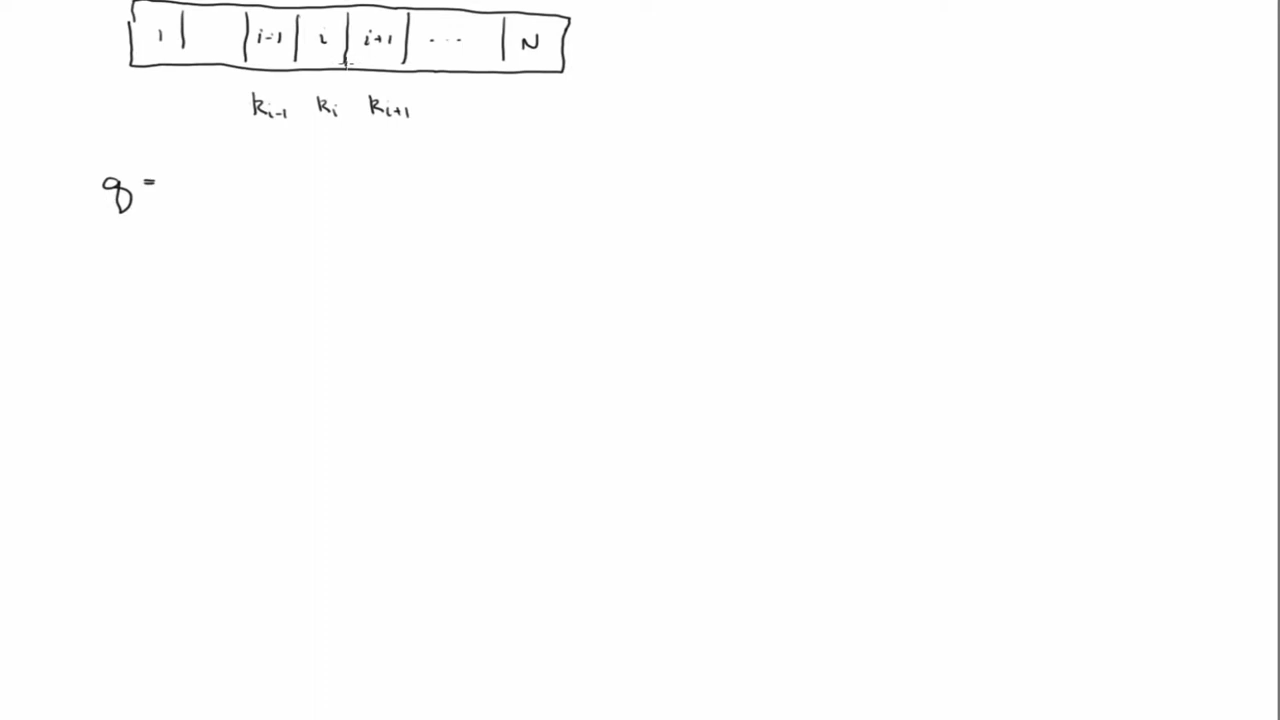 1 i-1 i i+1 ... N
k_{i-1} k_i k_{i+1}
q =